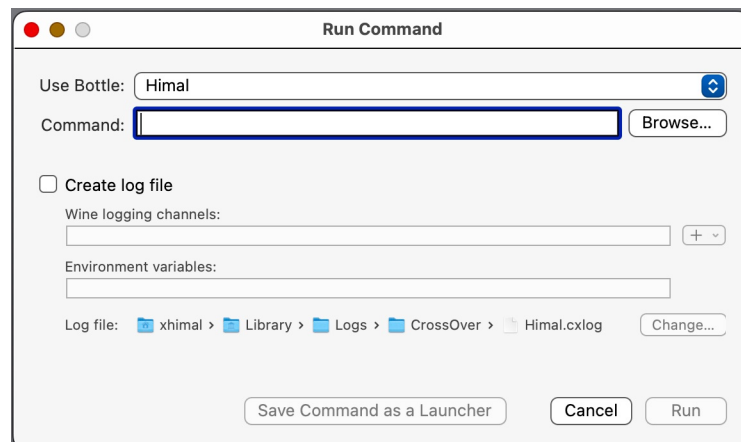 Run Command
Use Bottle: Himal
Command: Browse...
Create log file
Wine logging channels:
+
Environment variables:
Log file: xhimal > Library > Logs > CrossOver > Himal.cxlog Change...
Save Command as a Launcher Cancel Run